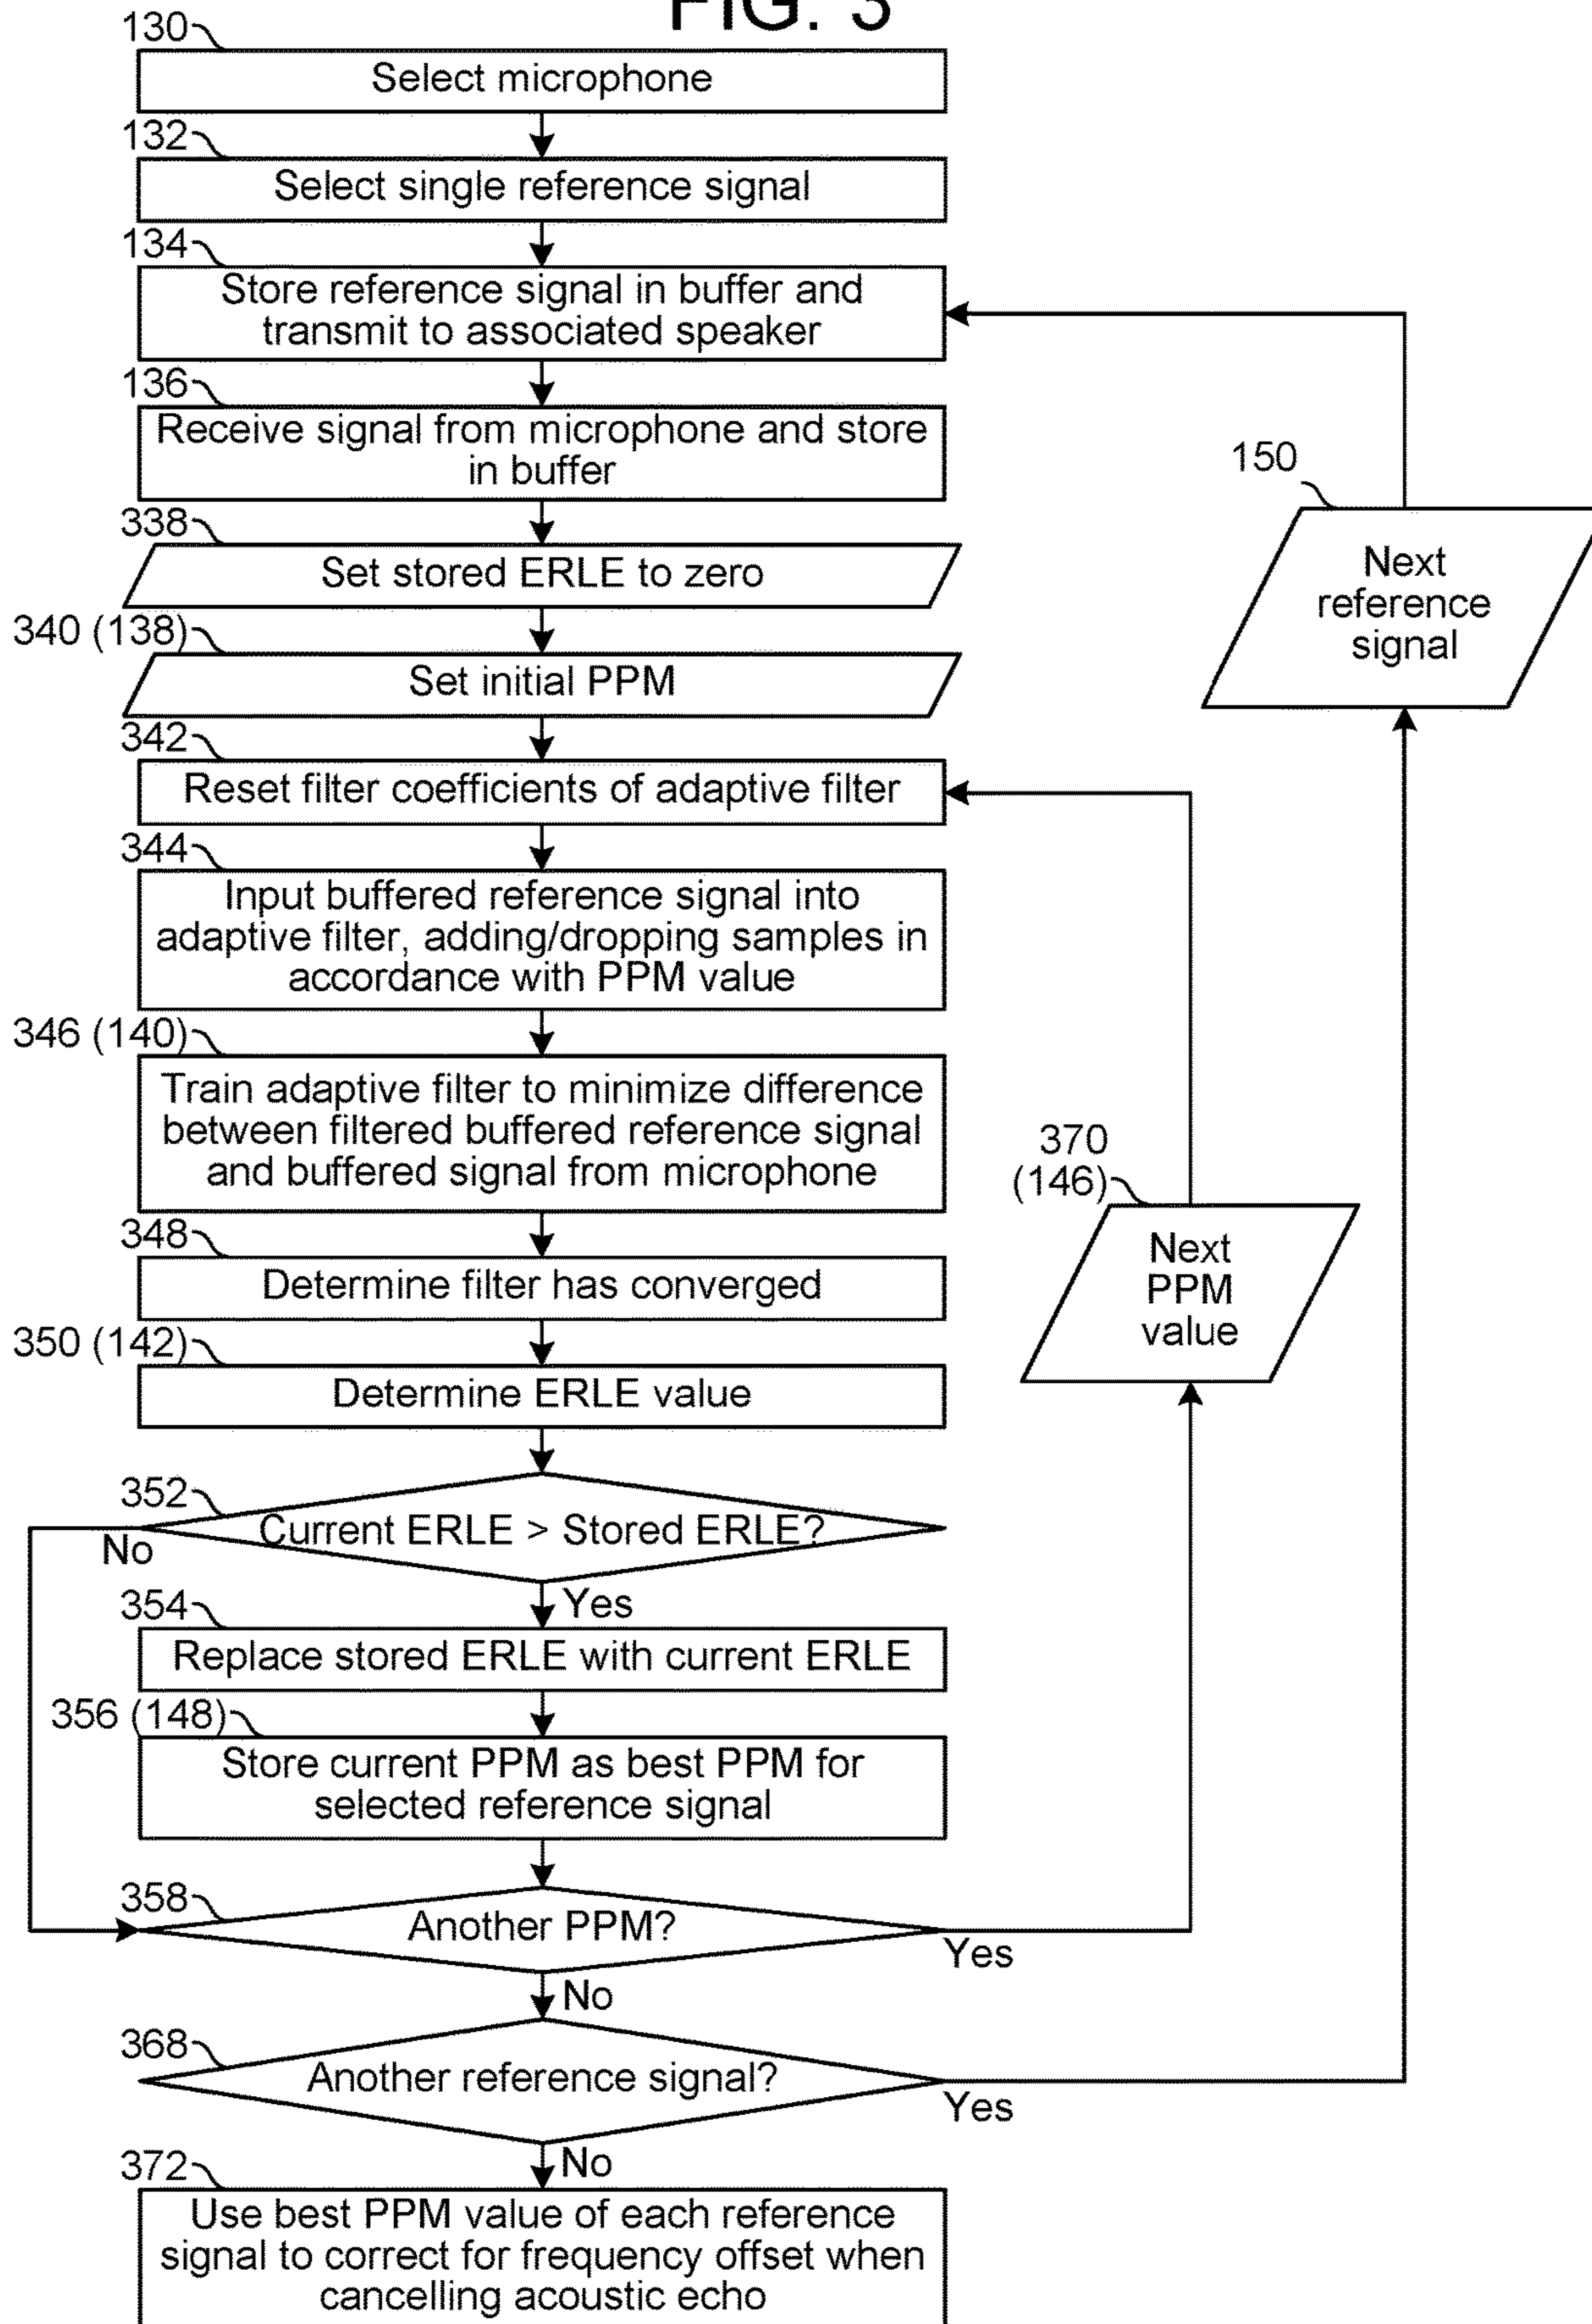 FIG. 3
130
Select microphone
132
Select single reference signal
134
Store reference signal in buffer and
transmit to associated speaker
136
Receive signal from microphone and store
in buffer
338
Set stored ERLE to zero
340 (138)
Set initial PPM
342
Reset filter coefficients of adaptive filter
344
Input buffered reference signal into
adaptive filter, adding/dropping samples in
accordance with PPM value
346 (140)
Train adaptive filter to minimize difference
between filtered buffered reference signal
and buffered signal from microphone
348
Determine filter has converged
350 (142)
Determine ERLE value
352
Current ERLE > Stored ERLE?
No
Yes
354
Replace stored ERLE with current ERLE
356 (148)
Store current PPM as best PPM for
selected reference signal
358
Another PPM?
Yes
No
368
Another reference signal?
Yes
No
372
Use best PPM value of each reference
signal to correct for frequency offset when
cancelling acoustic echo
370
(146)
Next
PPM
value
150
Next
reference
signal